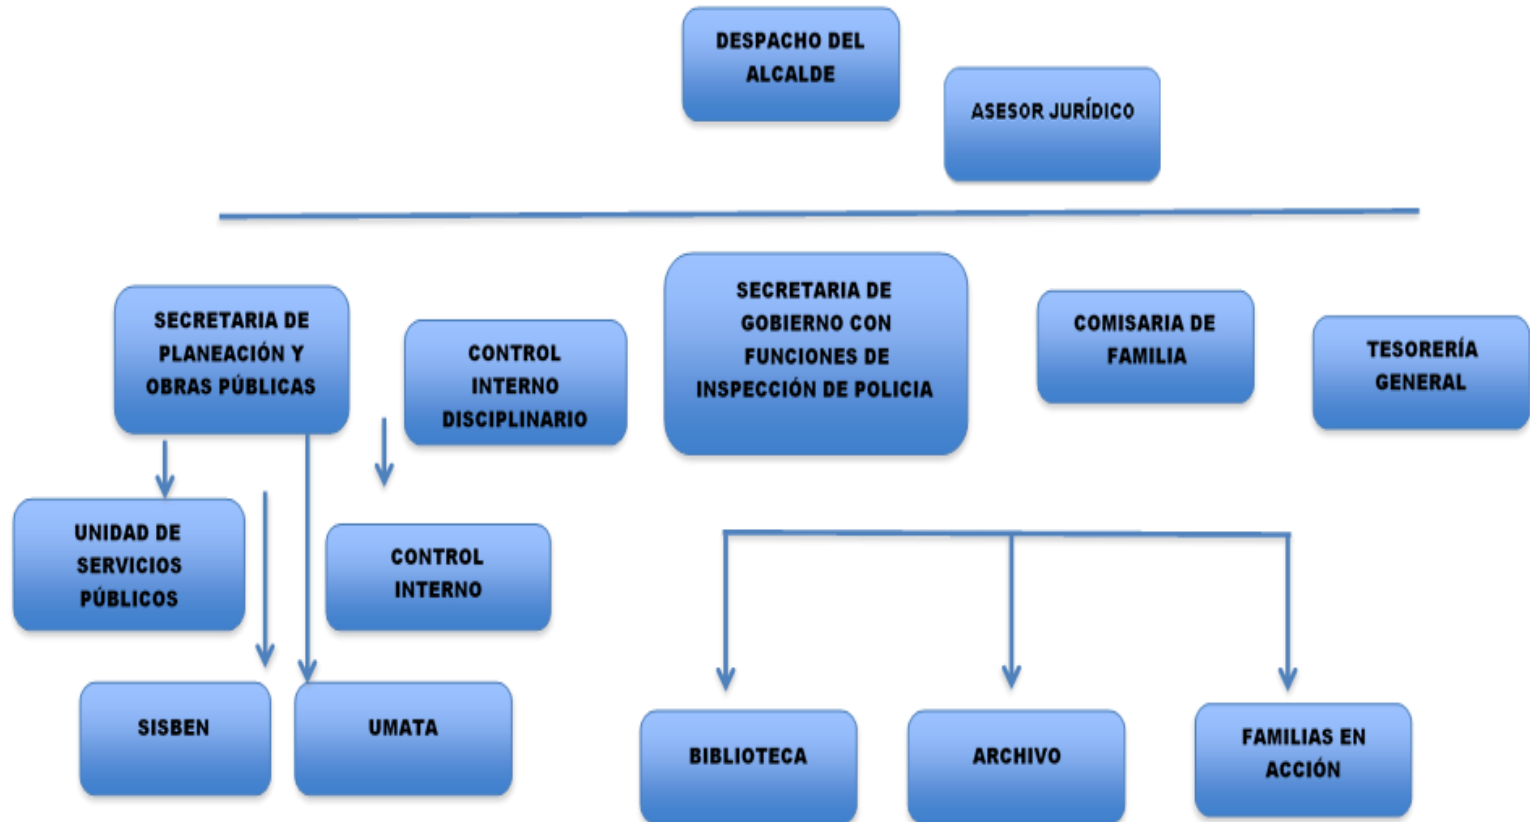 DESPACHO DEL
ALCALDE
ASESOR JURÍDICO
SECRETARIA DE
PLANEACIÓN Y
OBRAS PÚBLICAS
CONTROL
INTERNO
DISCIPLINARIO
SECRETARIA DE
GOBIERNO CON
FUNCIONES DE
INSPECCIÓN DE POLICIA
COMISARIA DE
FAMILIA
TESORERÍA
GENERAL
UNIDAD DE
SERVICIOS
PÚBLICOS
CONTROL
INTERNO
SISBEN
UMATA
BIBLIOTECA
ARCHIVO
FAMILIAS EN
ACCIÓN